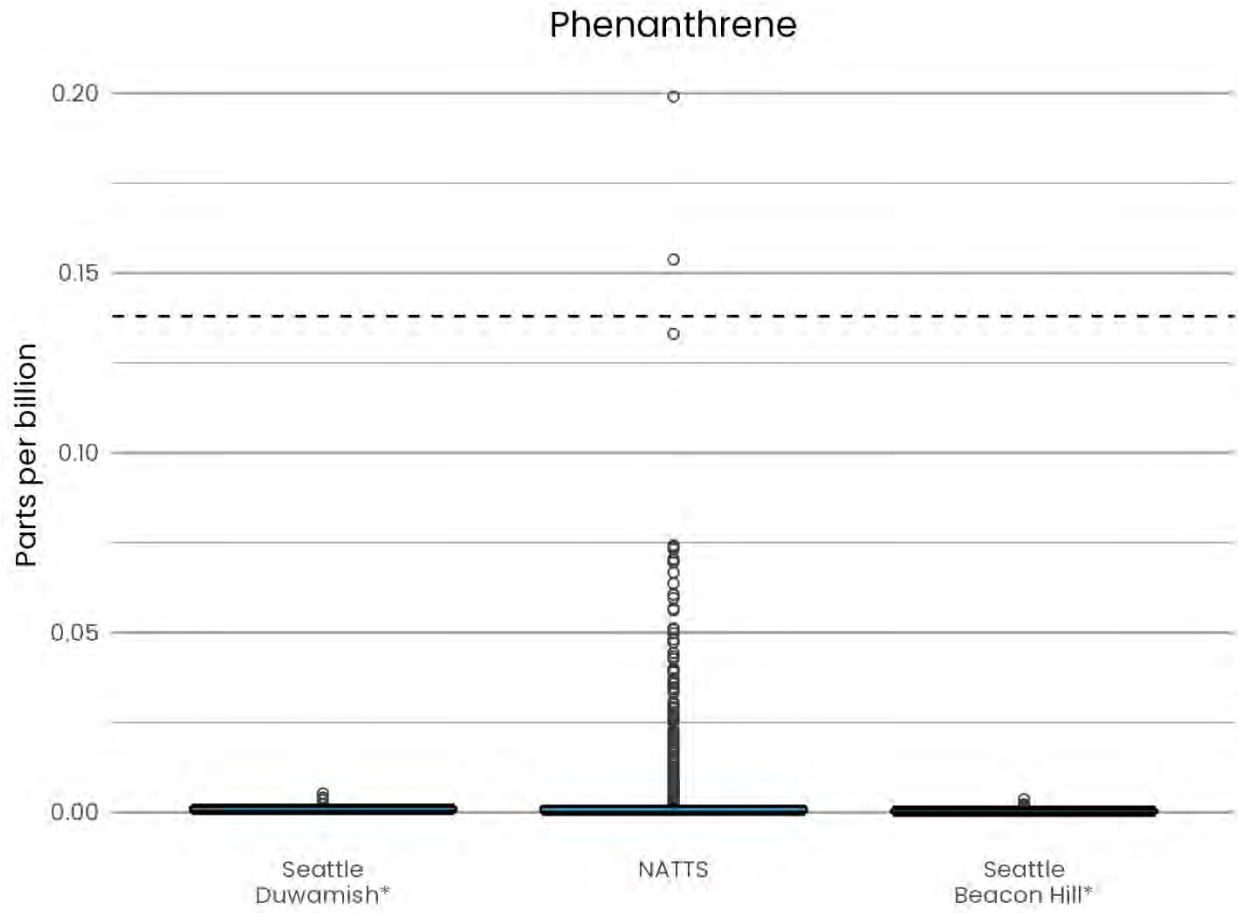 Phenanthrene
0.20
0.15
0.10
0.05
0.00
Parts per billion
Seattle
Duwamish*
NATTS
Seattle
Beacon Hill*